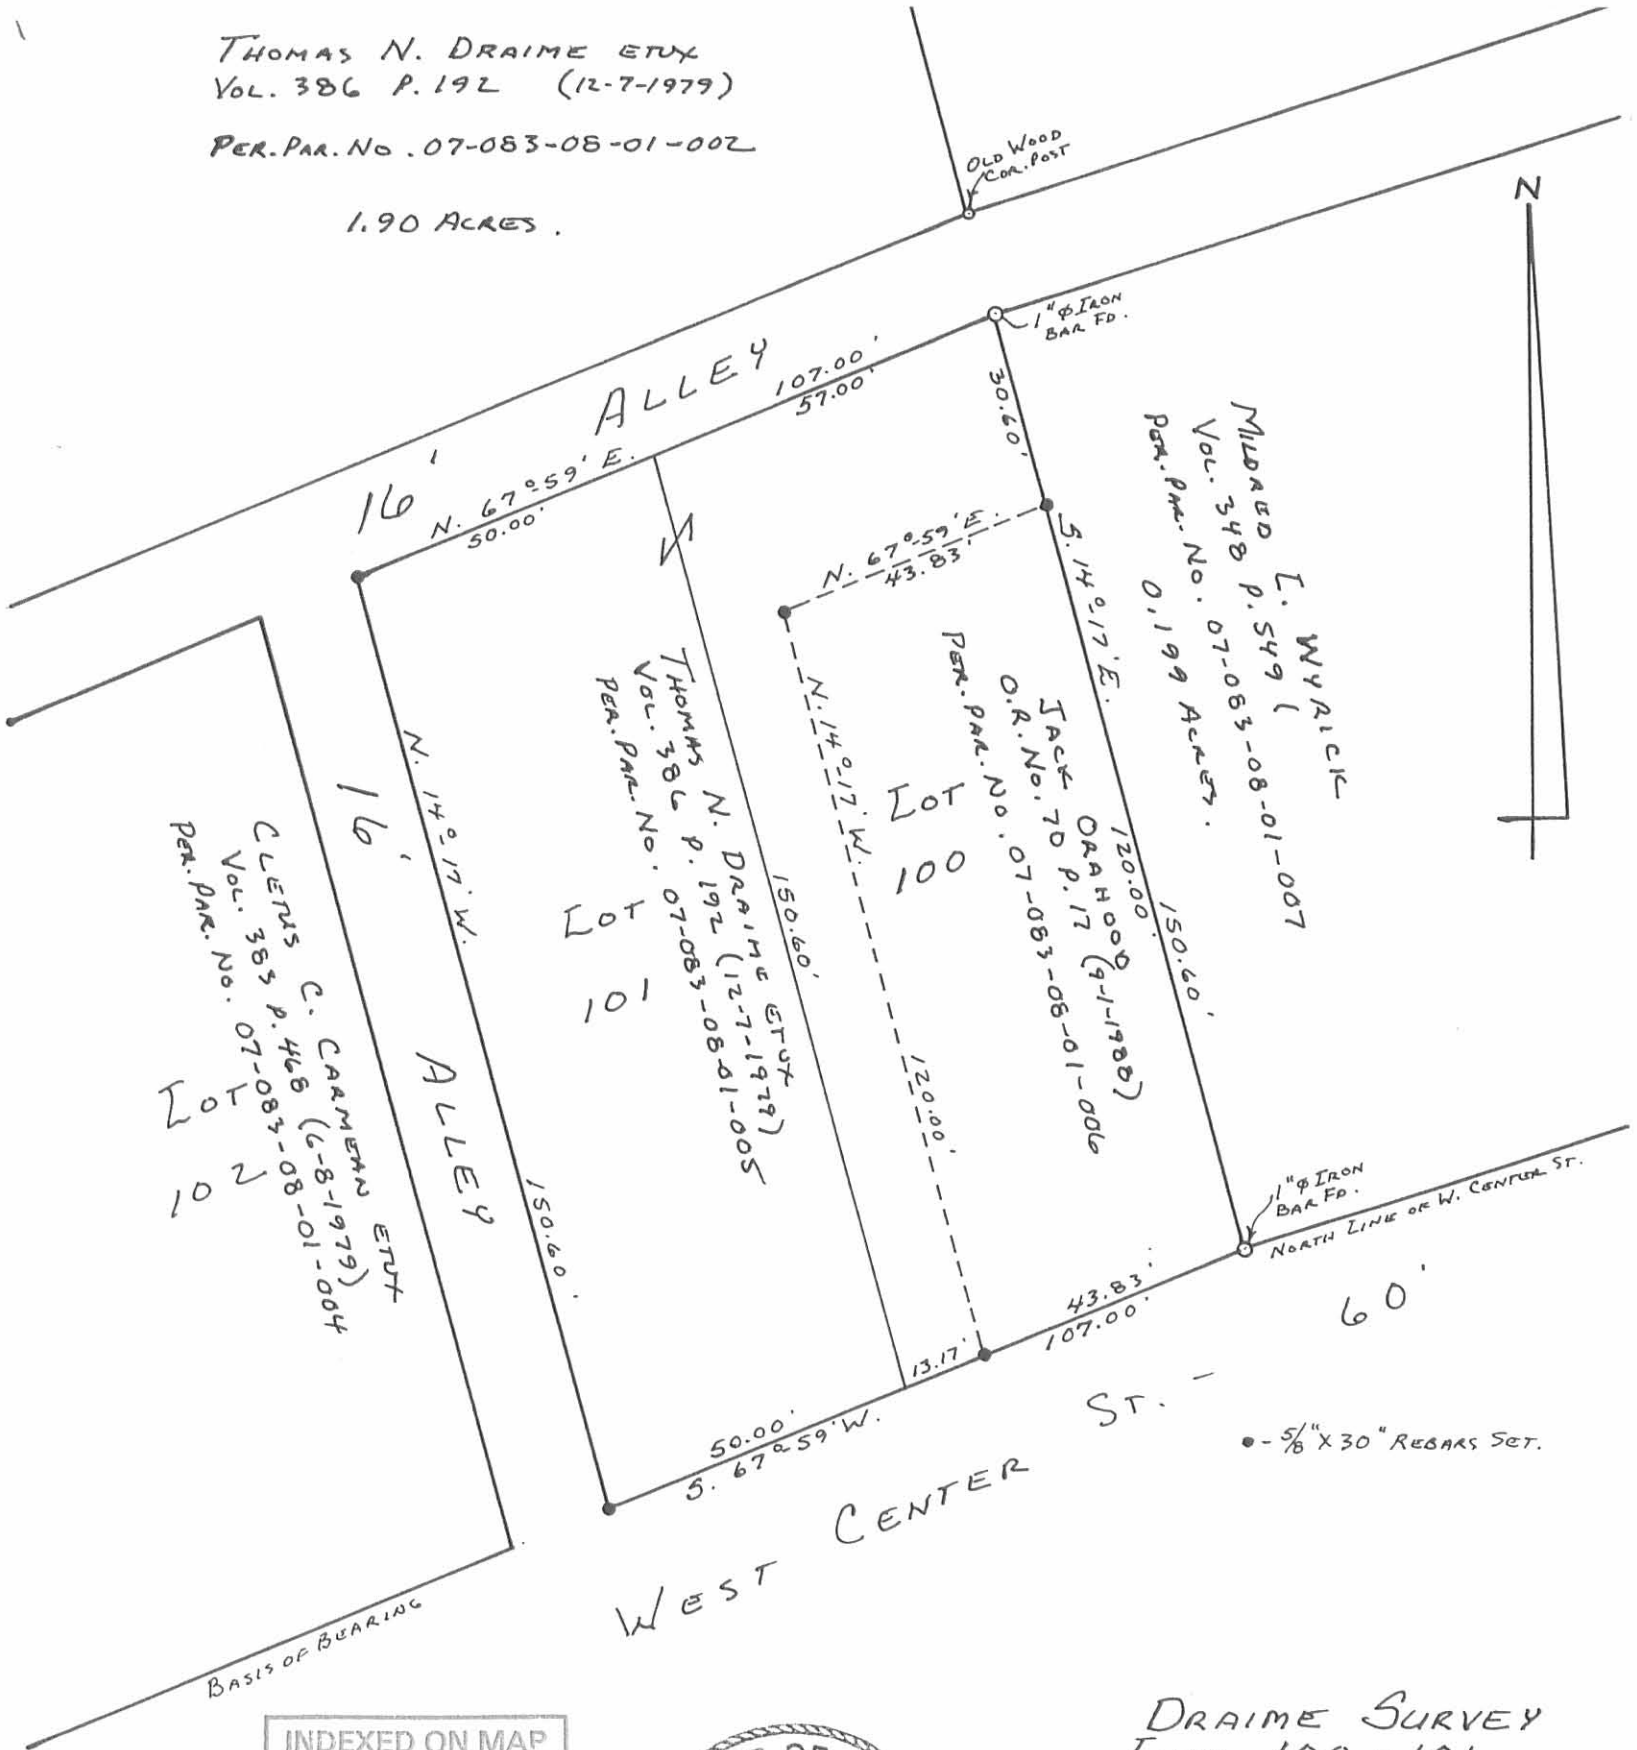 THOMAS N. DRAIME ETUX
VOL. 386 P. 192 (12-7-1979)
PER. PAR. NO. 07-083-08-01-002
1.90 ACRES.
OLD WOOD
COR. POST
N
1"φ IRON
BAR FD.
ALLEY
16'
107.00'
57.00'
N. 67°-59' E.
50.00'
30.60'
N. 67°-59' E.
43.83'
S. 14°-17' E.
120.00'
150.60'
MILDRED I. WYRICK
VOL. 348 P. 549 (
PER. PAR. NO. 07-083-08-01-007
0.199 ACRES.
JACK ORAHOOD
O.R. NO. 70 P. 17 (9-1-1988)
PER. PAR. NO. 07-083-08-01-006
LOT
100
N. 14°-17' W.
120.00'
150.60'
THOMAS N. DRAIME ETUX
VOL. 386 P. 192 (12-7-1979)
PER. PAR. NO. 07-083-08-01-005
LOT
101
N. 14°-17' W.
150.60'
16'
ALLEY
CLETUS C. CARMEAN ETUX
VOL. 383 P. 468 (6-8-1979)
PER. PAR. NO. 07-083-08-01-004
LOT
102
1"φ IRON
BAR FD.
NORTH LINE OF W. CENTER ST.
60'
43.83'
107.00'
13.17'
50.00'
S. 67°-59' W.
WEST CENTER ST. -
•- 5/8" X 30" REBARS SET.
BASIS OF BEARING
INDEXED ON MAP
DRAIME SURVEY